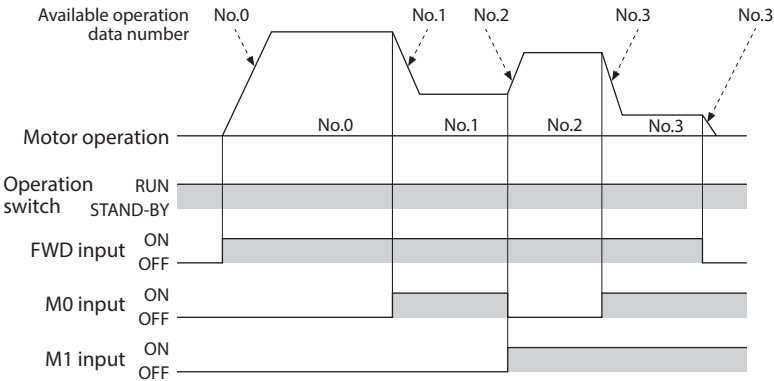 Available operation data number
No.0
No.1
No.2
No.3
No.3
Motor operation
No.0
No.1
No.2
No.3
Operation switch
RUN
STAND-BY
FWD input
ON
OFF
M0 input
ON
OFF
M1 input
ON
OFF